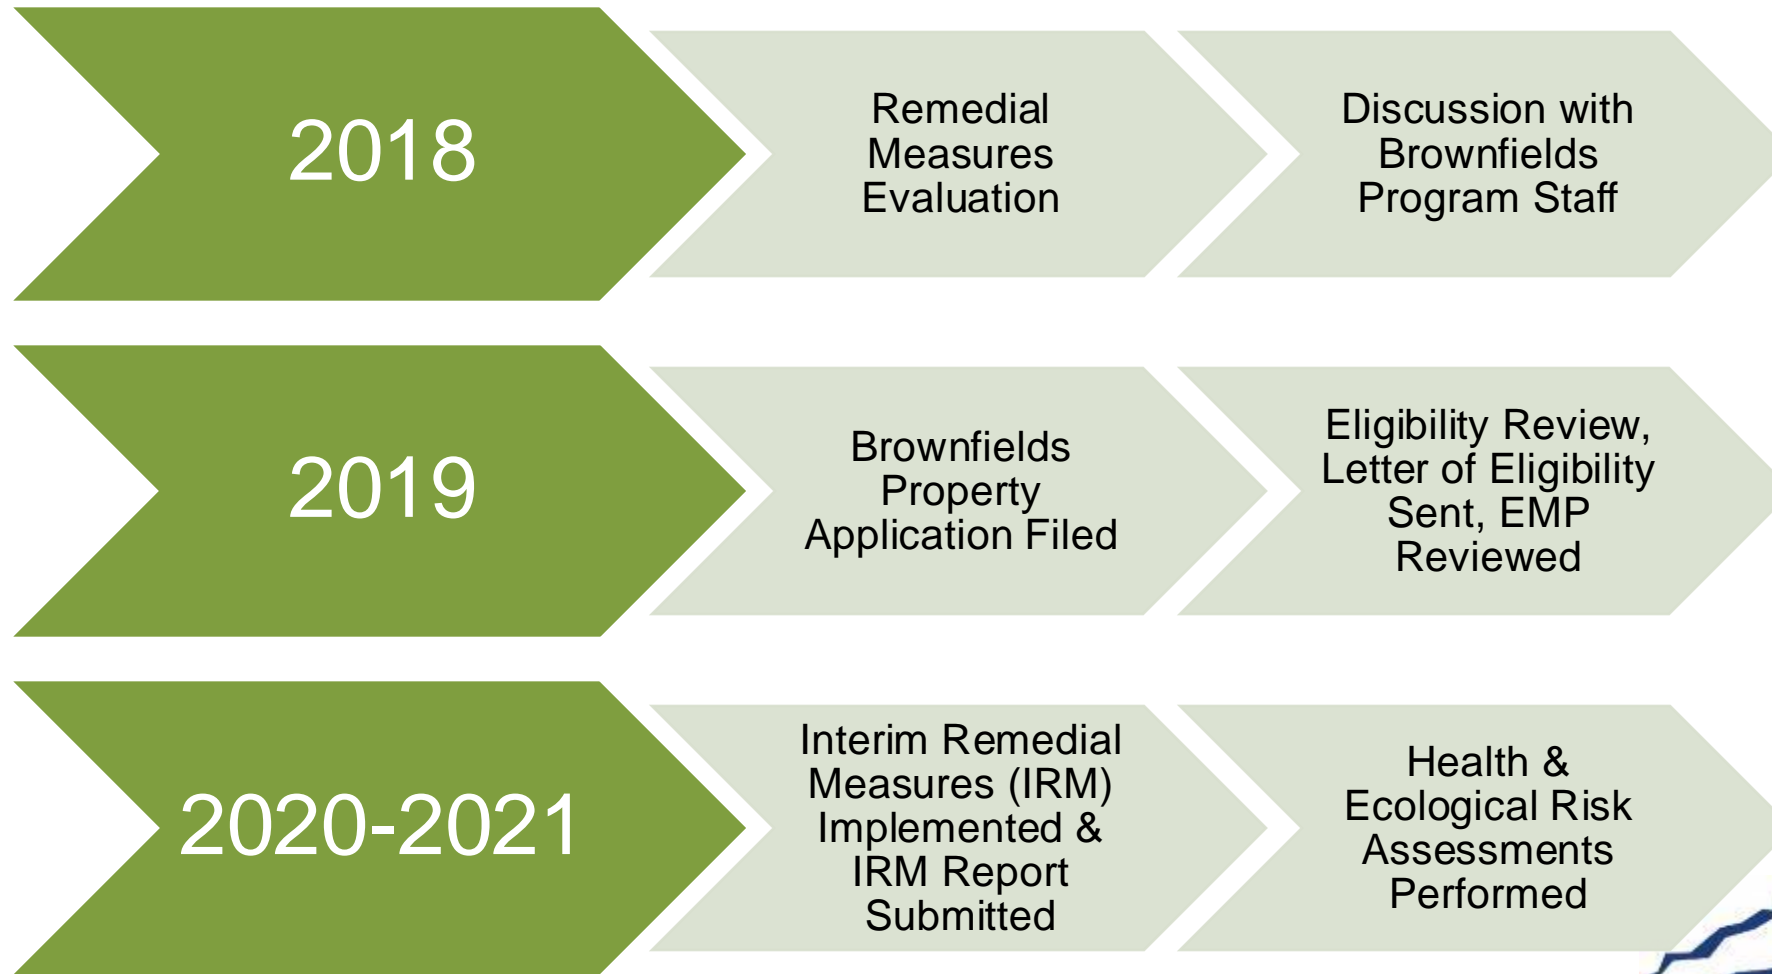 2018
Remedial
Measures
Evaluation
Discussion with
Brownfields
Program Staff
2019
Brownfields
Property
Application Filed
Eligibility Review,
Letter of Eligibility
Sent, EMP
Reviewed
2020-2021
Interim Remedial
Measures (IRM)
Implemented &
IRM Report
Submitted
Health &
Ecological Risk
Assessments
Performed